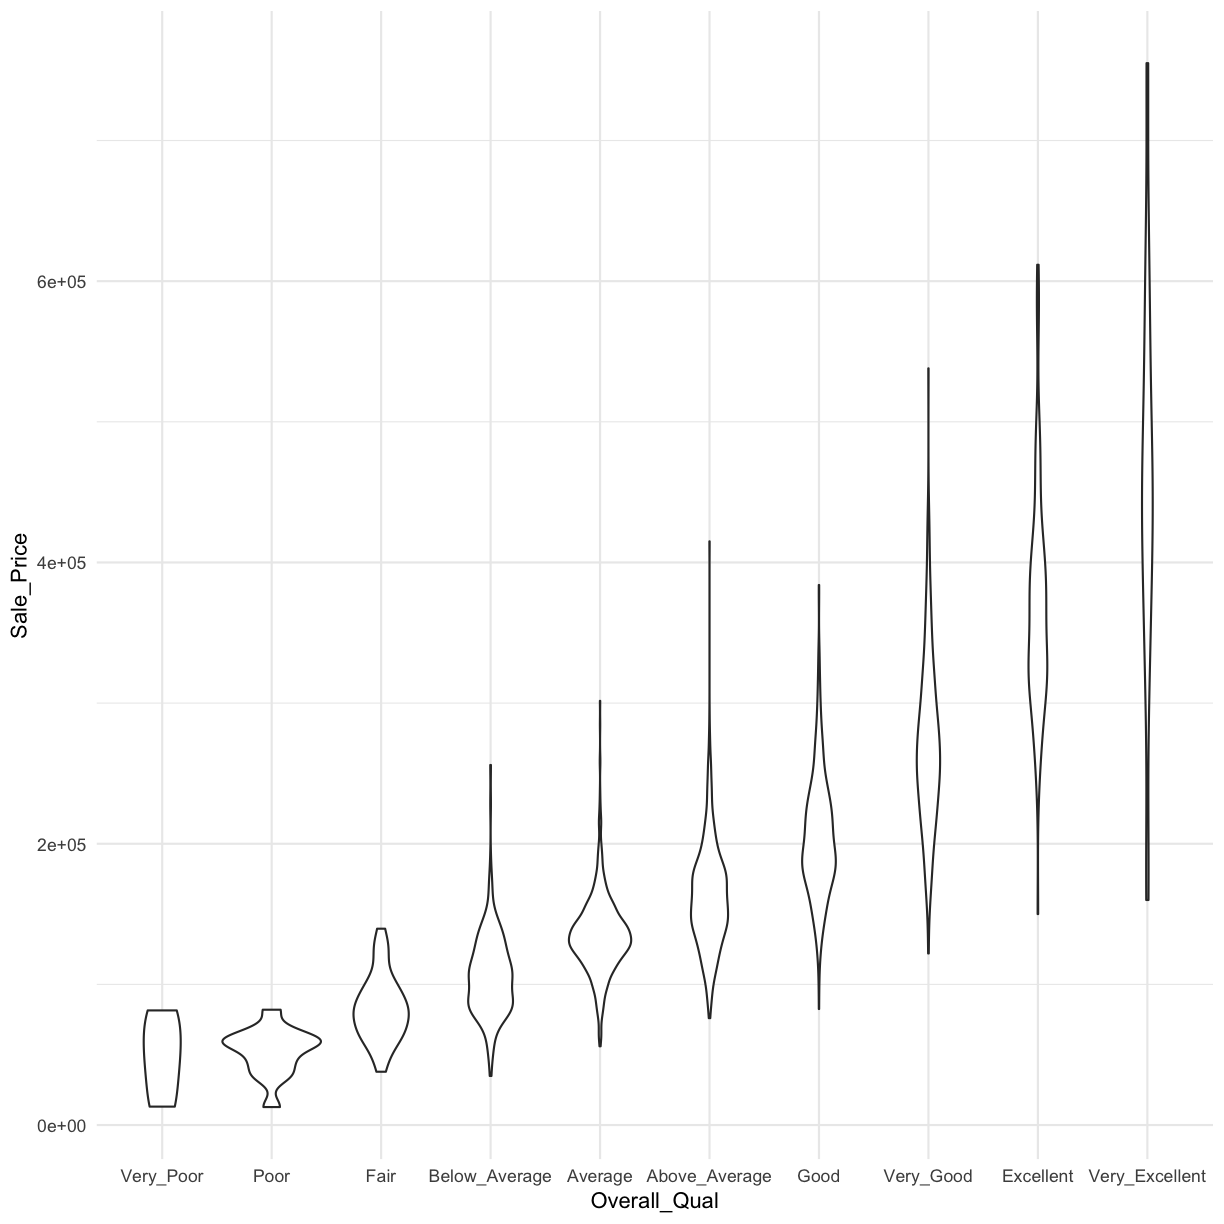 6e+05
4e+05
2e+05
0e+00
Sale_Price
Very_Poor Poor Fair Below_Average Average Above_Average Good Very_Good Excellent Very_Excellent
Overall_Qual